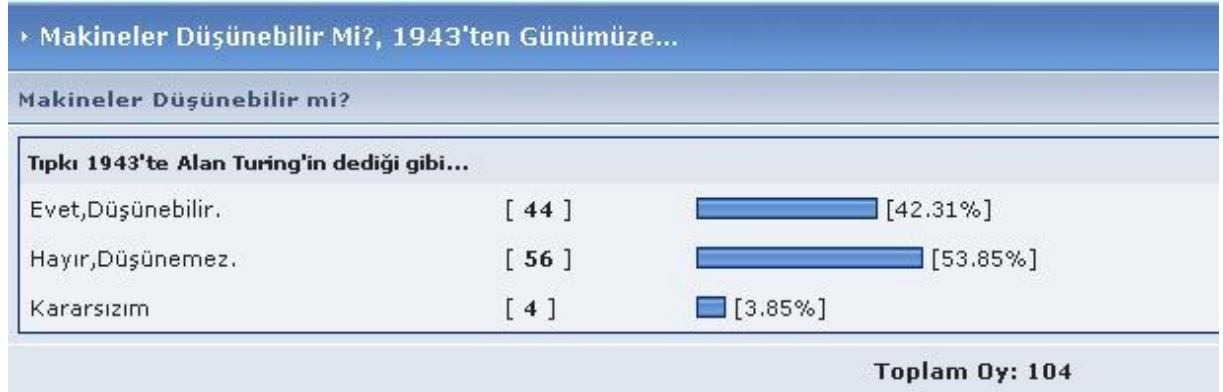 Makineler Düşünebilir Mi?, 1943'ten Günümüze...
Makineler Düşünebilir mi?
Tıpkı 1943'te Alan Turing'in dediği gibi...
Evet,Düşünebilir. [ 44 ] [42.31%]
Hayır,Düşünemez. [ 56 ] [53.85%]
Kararsızım [ 4 ] [3.85%]
Toplam Oy: 104